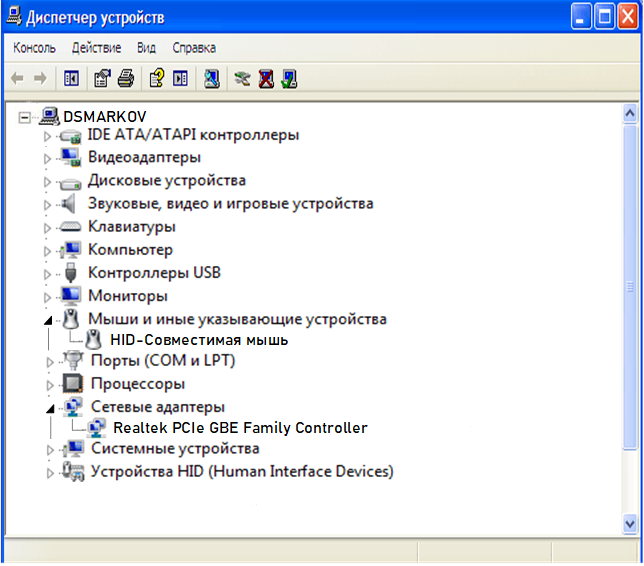 Диспетчер устройств
Консоль Действие Вид Справка
DSMARKOV
IDE ATA/ATAPI контроллеры
Видеоадаптеры
Дисковые устройства
Звуковые, видео и игровые устройства
Клавиатуры
Компьютер
Контроллеры USB
Мониторы
Мыши и иные указывающие устройства
HID-Совместимая мышь
Порты (COM и LPT)
Процессоры
Сетевые адаптеры
Realtek PCIe GBE Family Controller
Системные устройства
Устройства HID (Human Interface Devices)